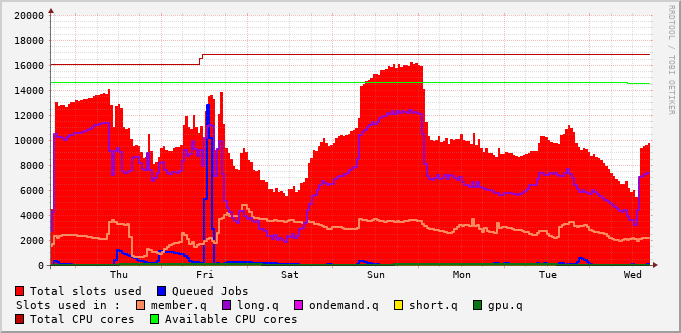 20000
18000
16000
14000
12000
10000
8000
6000
4000
2000
0
Thu Fri Sat Sun Mon Tue Wed
RRDTOOL / TOBI OETIKER
Total slots used Queued Jobs
Slots used in : member.q long.q ondemand.q short.q gpu.q
Total CPU cores Available CPU cores